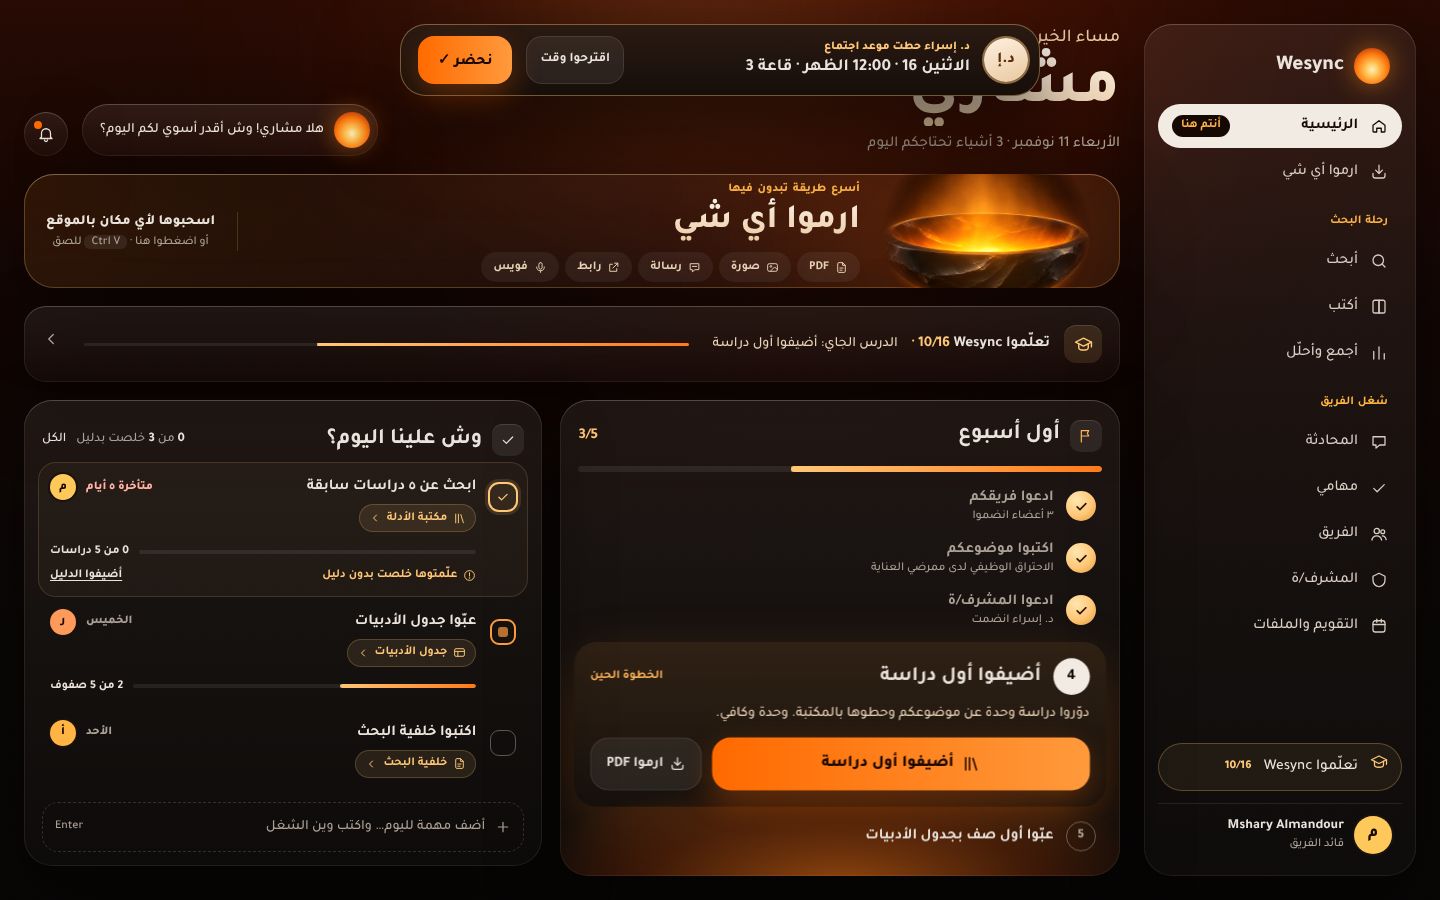 Wesync
الرئيسية
أنتم هنا
ارموا أي شي
رحلة البحث
أبحث
أكتب
أجمع وأحلّل
شغل الفريق
المحادثة
مهامي
الفريق
المشرف/ة
التقويم والملفات
تعلّموا Wesync 10/16
Mshary Almandour
م
قائد الفريق
مساء الخير
مشاري
الأربعاء 11 نوفمبر · 3 أشياء تحتاجكم اليوم
د.إ
د. إسراء حطت موعد اجتماع
الاثنين 16 · 12:00 الظهر · قاعة 3
اقترحوا وقت
نحضر ✓
هلا مشاري! وش أقدر أسوي لكم اليوم؟
أسرع طريقة تبدون فيها
ارموا أي شي
PDF
صورة
رسالة
رابط
فويس
اسحبوها لأي مكان بالموقع
أو اضغطوا هنا · Ctrl V للصق
تعلّموا Wesync 10/16 · الدرس الجاي: أضيفوا أول دراسة
أول أسبوع
3/5
ادعوا فريقكم
٣ أعضاء انضموا
اكتبوا موضوعكم
الاحتراق الوظيفي لدى ممرضي العناية
ادعوا المشرف/ة
د. إسراء انضمت
4
أضيفوا أول دراسة
الخطوة الحين
دوّروا دراسة وحدة عن موضوعكم وحطوها بالمكتبة. وحدة وكافي.
أضيفوا أول دراسة
ارموا PDF
5
عبّوا أول صف بجدول الأدبيات
وش علينا اليوم؟
0 من 3 خلصت بدليل
الكل
ابحث عن ٥ دراسات سابقة
متأخرة ٥ أيام
م
مكتبة الأدلة
0 من 5 دراسات
علّمتوها خلصت بدون دليل
أضيفوا الدليل
عبّوا جدول الأدبيات
الخميس
ر
جدول الأدبيات
2 من 5 صفوف
اكتبوا خلفية البحث
الأحد
أ
خلفية البحث
أضف مهمة لليوم… واكتب وين الشغل
Enter